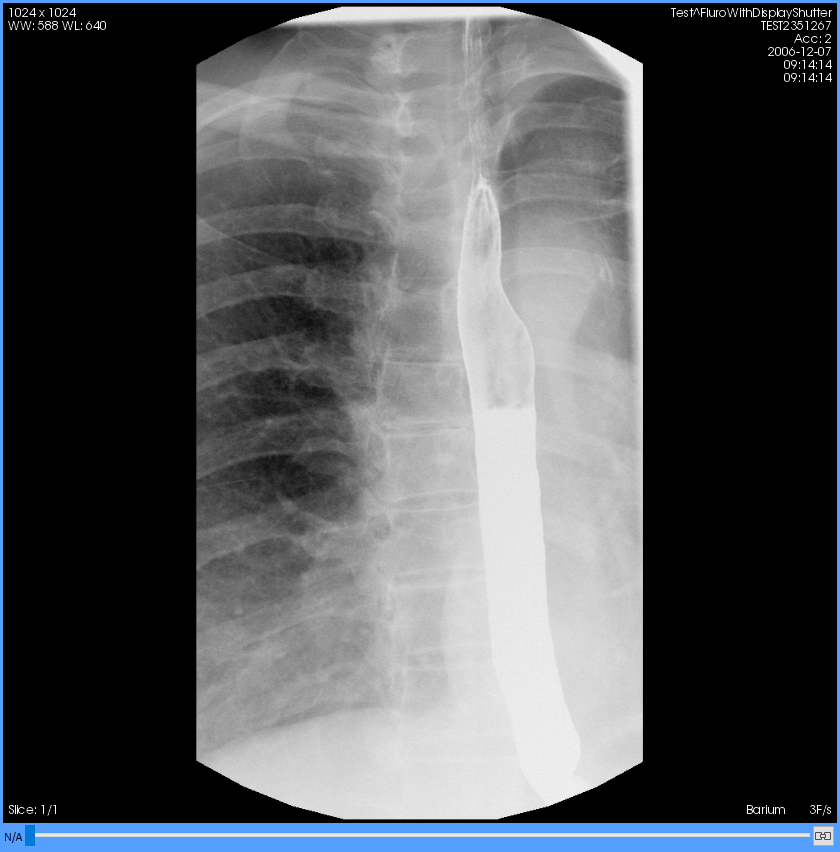 1024 x 1024
WW: 588 WL: 640
Test^FluroWithDisplayShutter
TEST2351267
Acc: 2
2006-12-07
09:14:14
09:14:14
Slice: 1/1
Barium 3F/s
N/A